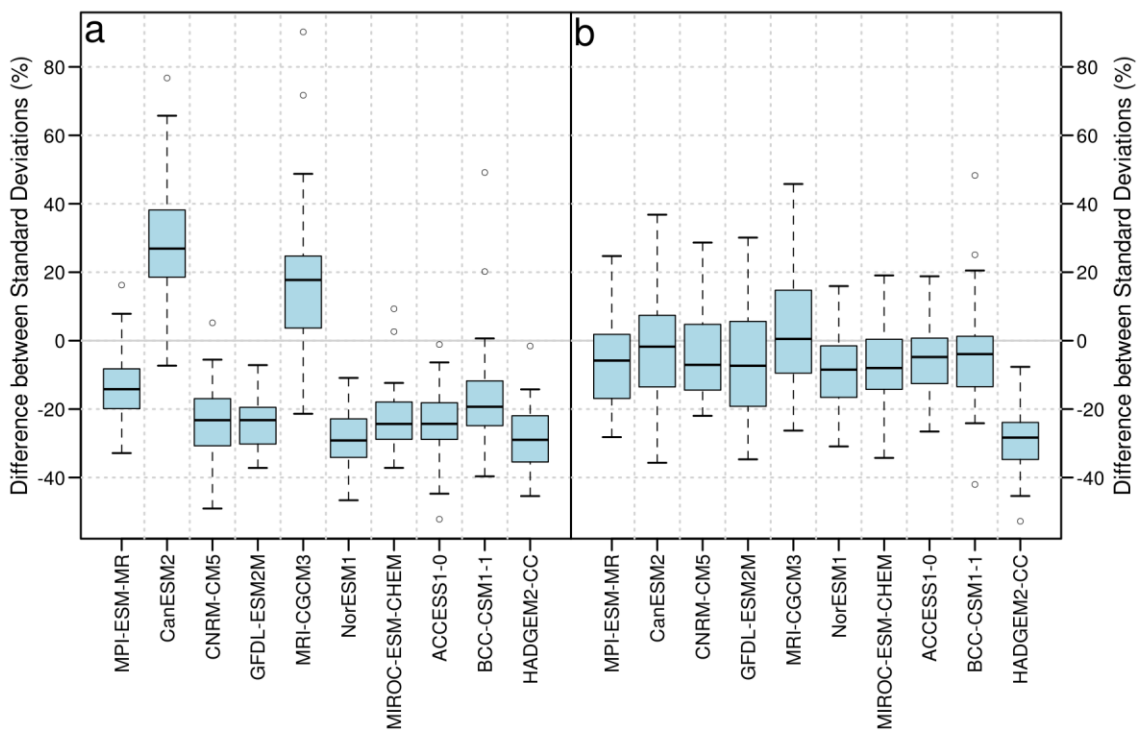 a
b
Difference between Standard Deviations (%)
80
60
40
20
0
-20
-40
80
60
40
20
0
-20
-40
Difference between Standard Deviations (%)
MPI-ESM-MR
CanESM2
CNRM-CM5
GFDL-ESM2M
MRI-CGCM3
NorESM1
MIROC-ESM-CHEM
ACCESS1-0
BCC-CSM1-1
HADGEM2-CC
MPI-ESM-MR
CanESM2
CNRM-CM5
GFDL-ESM2M
MRI-CGCM3
NorESM1
MIROC-ESM-CHEM
ACCESS1-0
BCC-CSM1-1
HADGEM2-CC